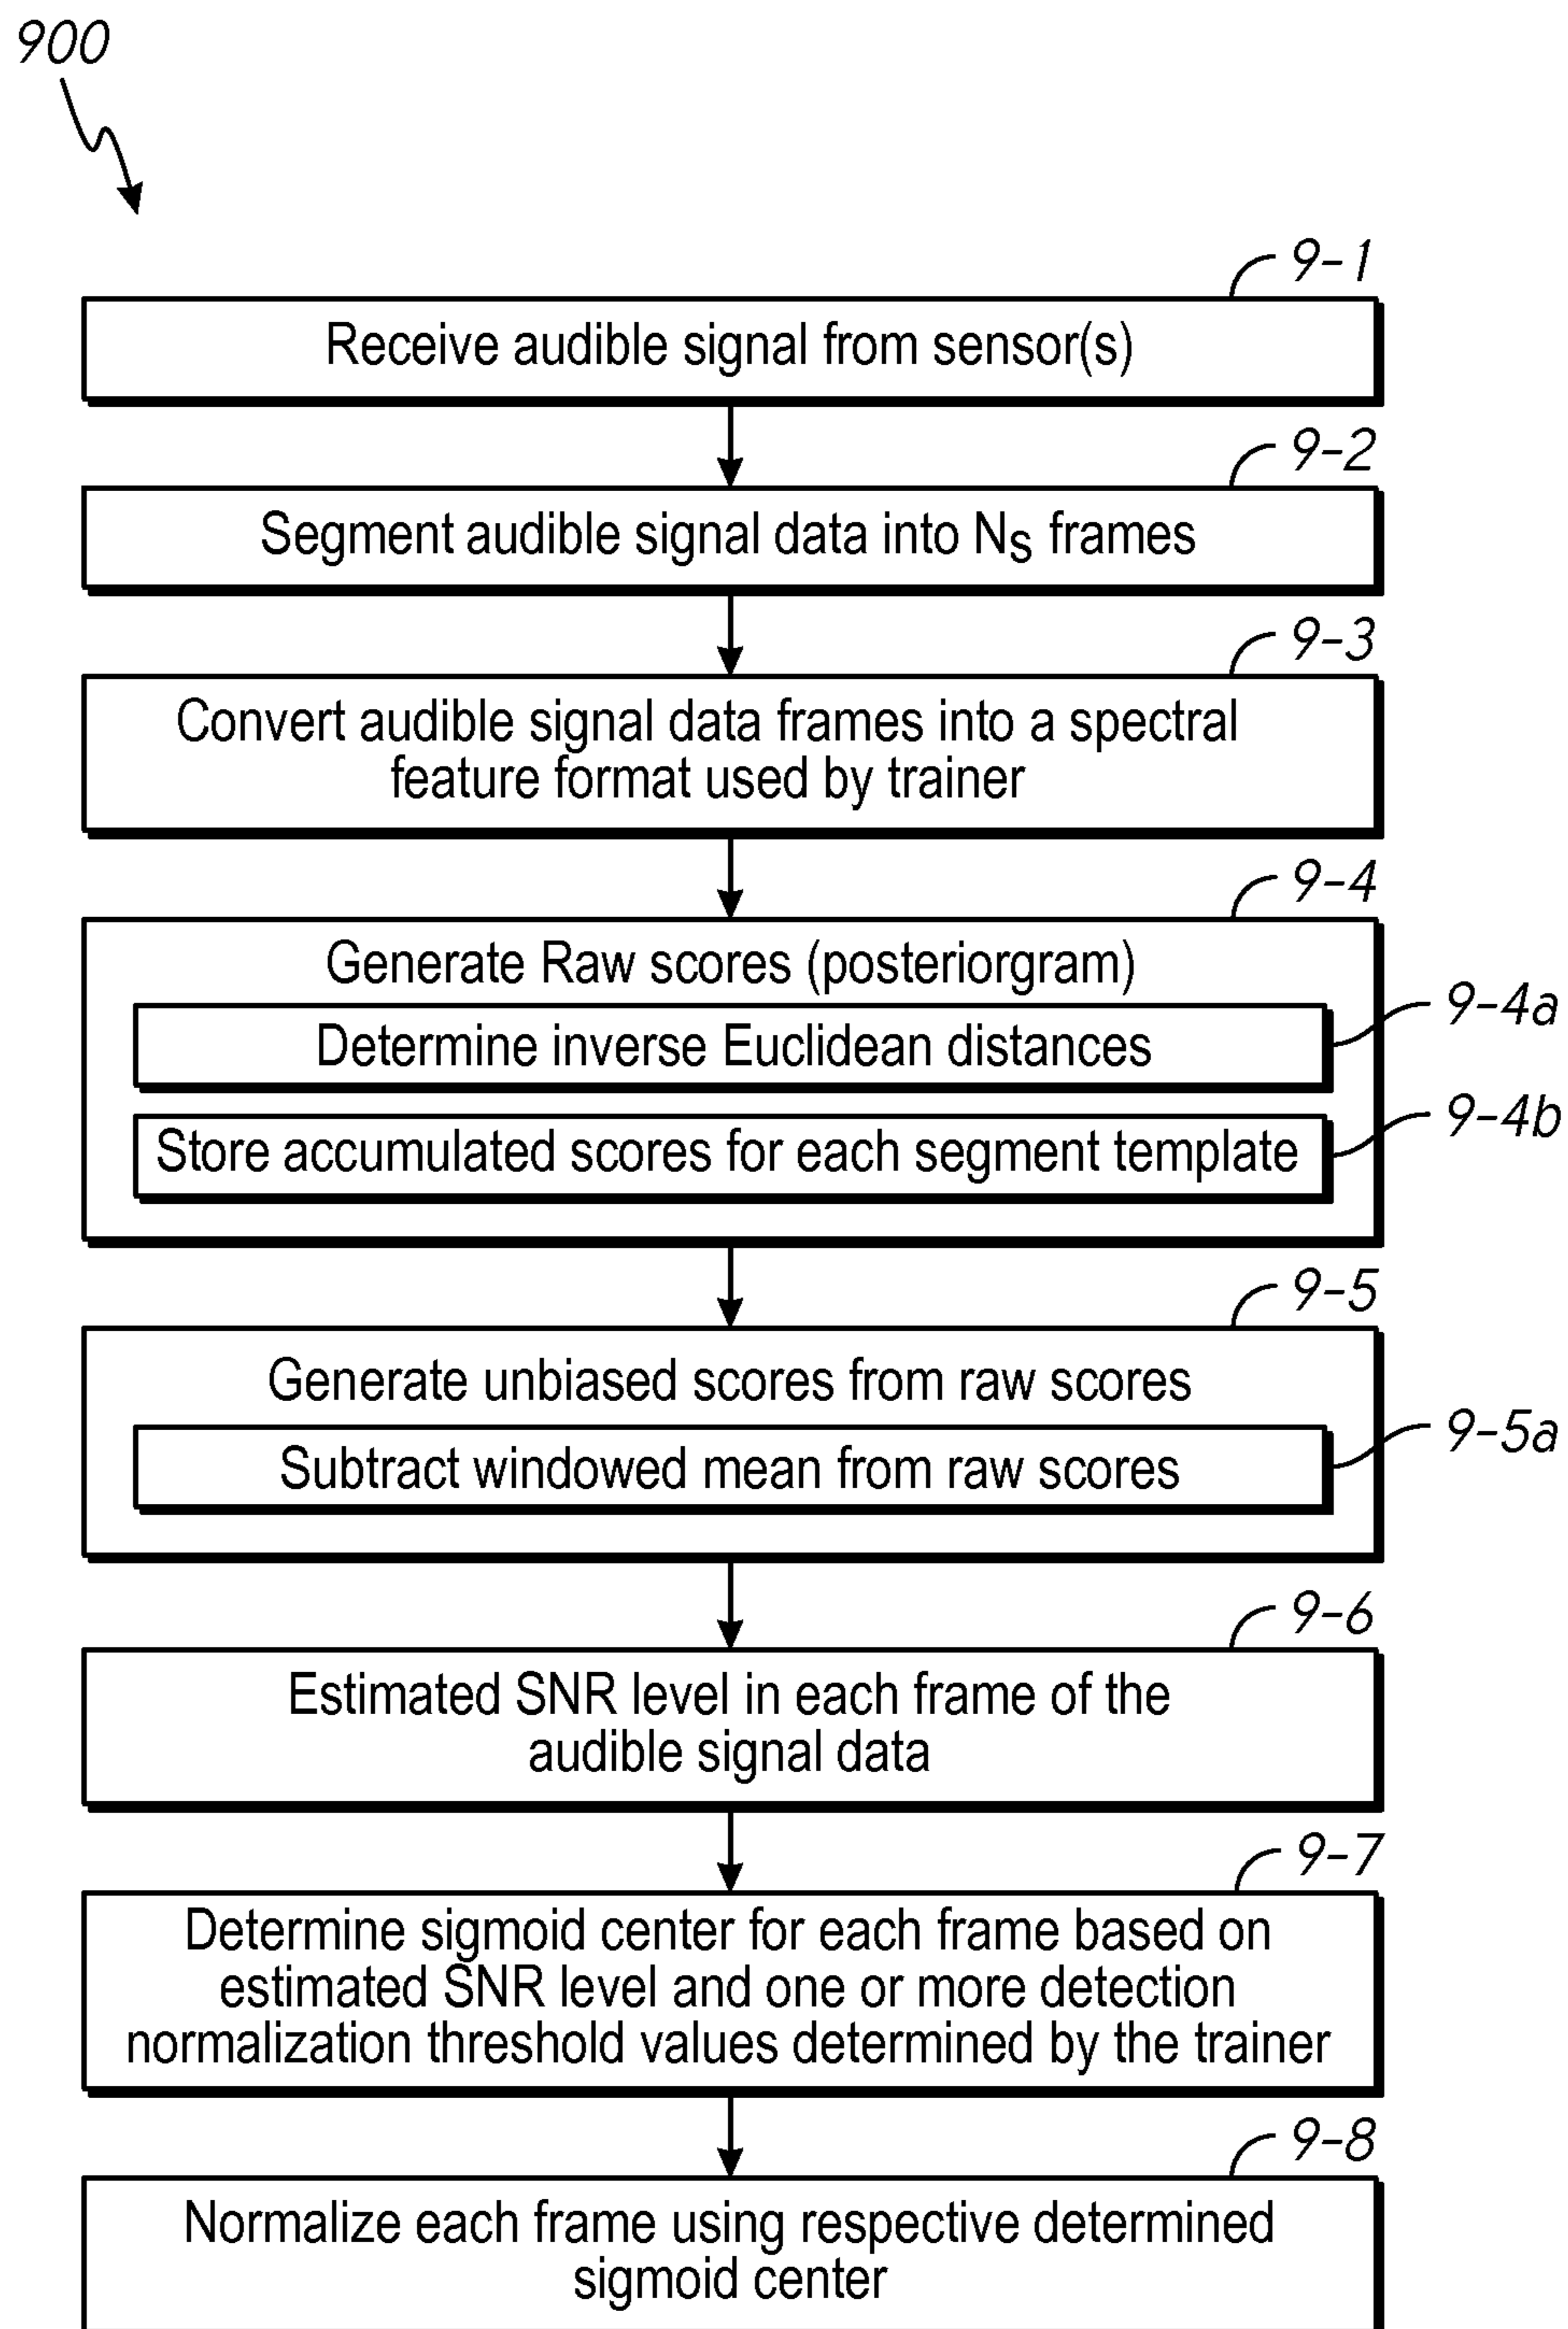 900
9-1
Receive audible signal from sensor(s)
9-2
Segment audible signal data into NS frames
9-3
Convert audible signal data frames into a spectral
feature format used by trainer
9-4
Generate Raw scores (posteriorgram)
9-4a
Determine inverse Euclidean distances
9-4b
Store accumulated scores for each segment template
9-5
Generate unbiased scores from raw scores
9-5a
Subtract windowed mean from raw scores
9-6
Estimated SNR level in each frame of the
audible signal data
9-7
Determine sigmoid center for each frame based on
estimated SNR level and one or more detection
normalization threshold values determined by the trainer
9-8
Normalize each frame using respective determined
sigmoid center